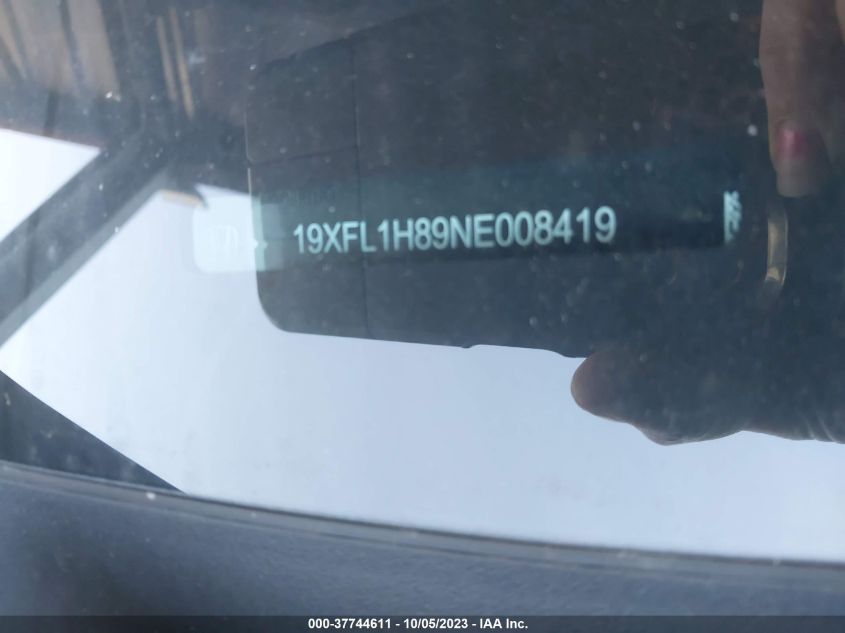 19XFL1H89NE008419
000-37744611 - 10/05/2023 - IAA Inc.